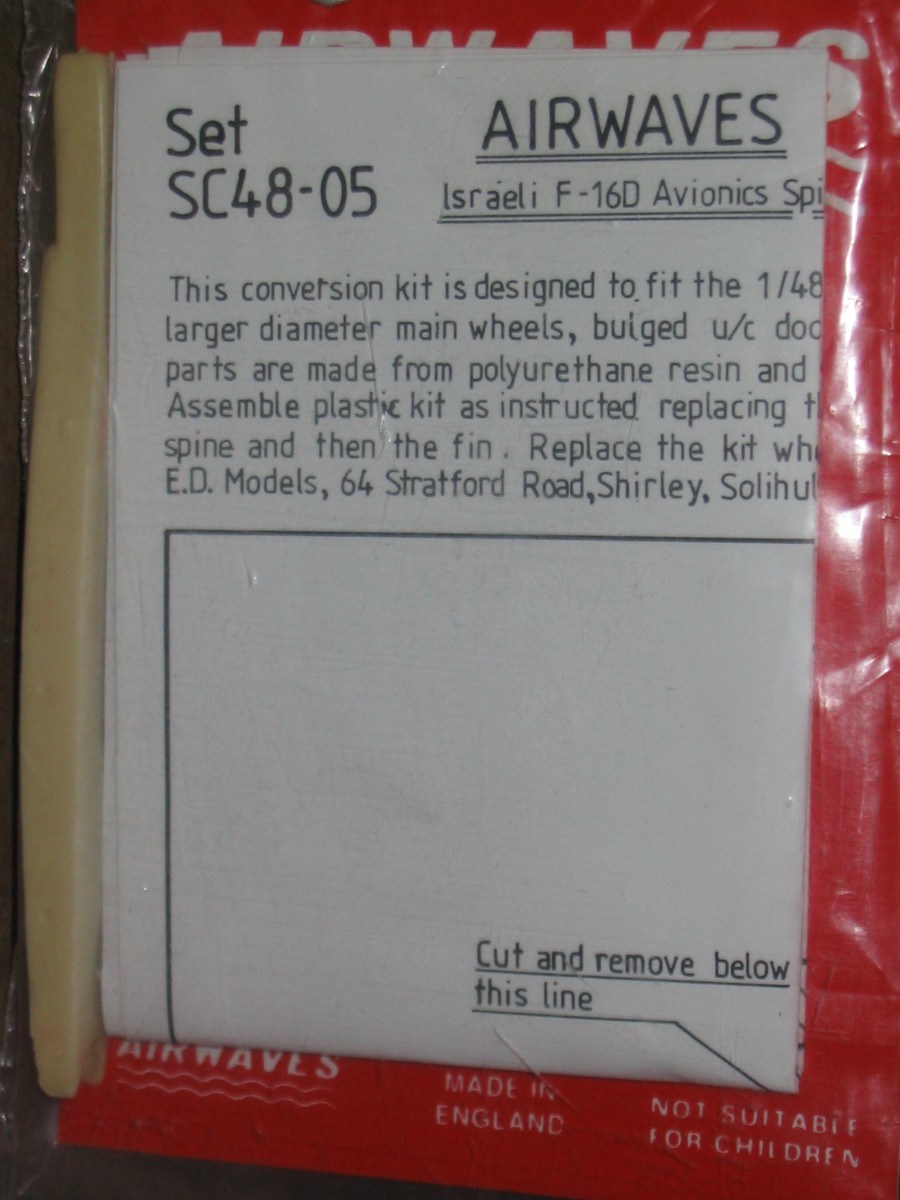 AIRWAVES
Set
SC48-05
AIRWAVES
Israeli F-16D Avionics Spi
This conversion kit is designed to fit the 1/48
larger diameter main wheels, bulged u/c doo
parts are made from polyurethane resin and
Assemble plastic kit as instructed replacing t
spine and then the fin. Replace the kit whe
E.D. Models, 64 Stratford Road, Shirley, Solihul
Cut and remove below
this line
AIRWAVES
MADE IN
ENGLAND
NOT SUITABLE
FOR CHILDREN